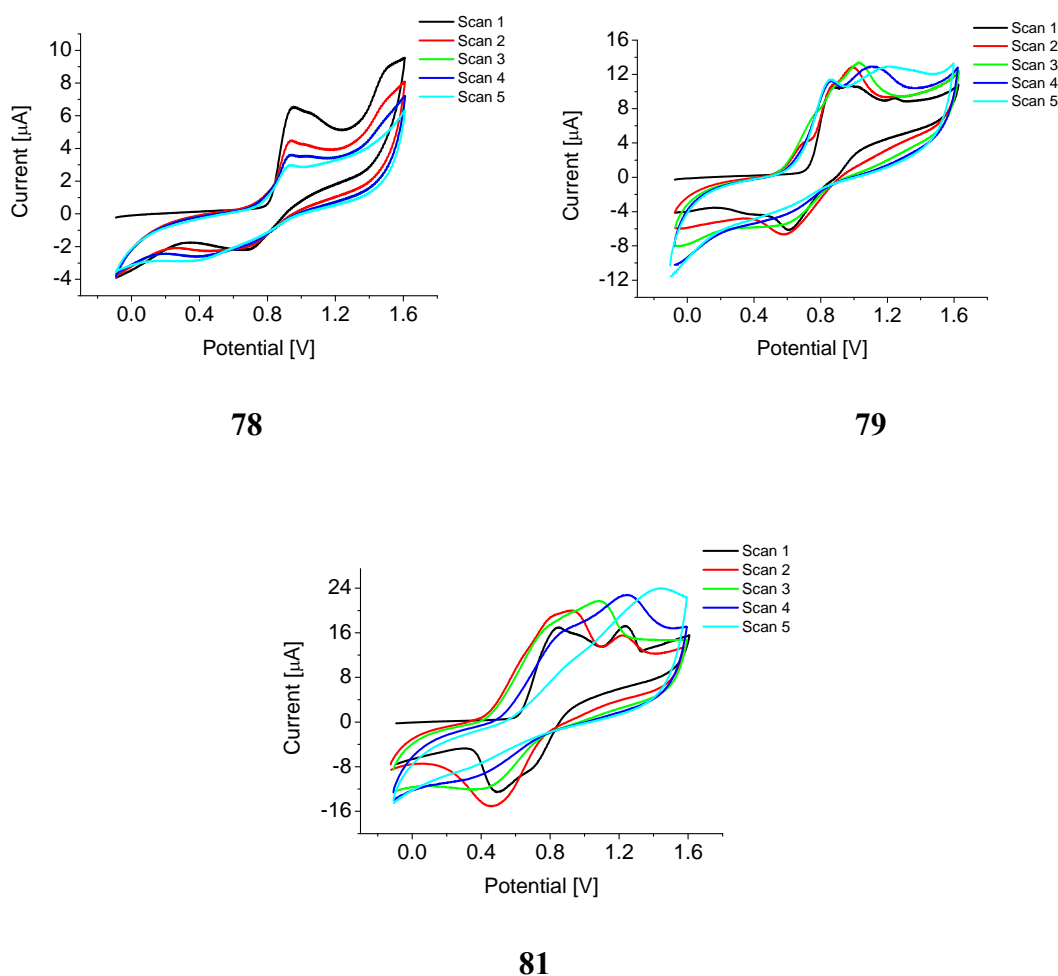 Scan 1
Scan 2
Scan 3
Scan 4
Scan 5
10
8
6
4
2
0
-2
-4
Current [μA]
0.0 0.4 0.8 1.2 1.6
Potential [V]
78
Scan 1
Scan 2
Scan 3
Scan 4
Scan 5
16
12
8
4
0
-4
-8
-12
Current [μA]
0.0 0.4 0.8 1.2 1.6
Potential [V]
79
Scan 1
Scan 2
Scan 3
Scan 4
Scan 5
24
16
8
0
-8
-16
Current [μA]
0.0 0.4 0.8 1.2 1.6
Potential [V]
81